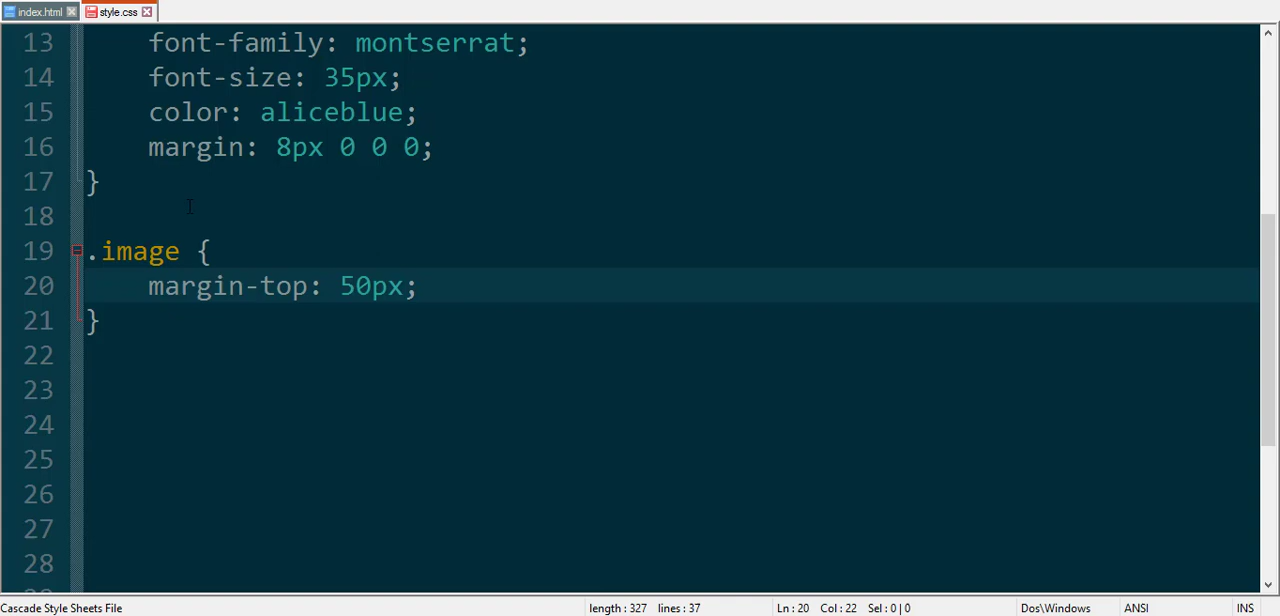 index.html style.css
13 font-family: montserrat;
14 font-size: 35px;
15 color: aliceblue;
16 margin: 8px 0 0 0;
17 }
18
19 .image {
20 margin-top: 50px;
21 }
22
23
24
25
26
27
28
Cascade Style Sheets File length : 327 lines : 37 Ln : 20 Col : 22 Sel : 0 | 0 Dos\Windows ANSI INS